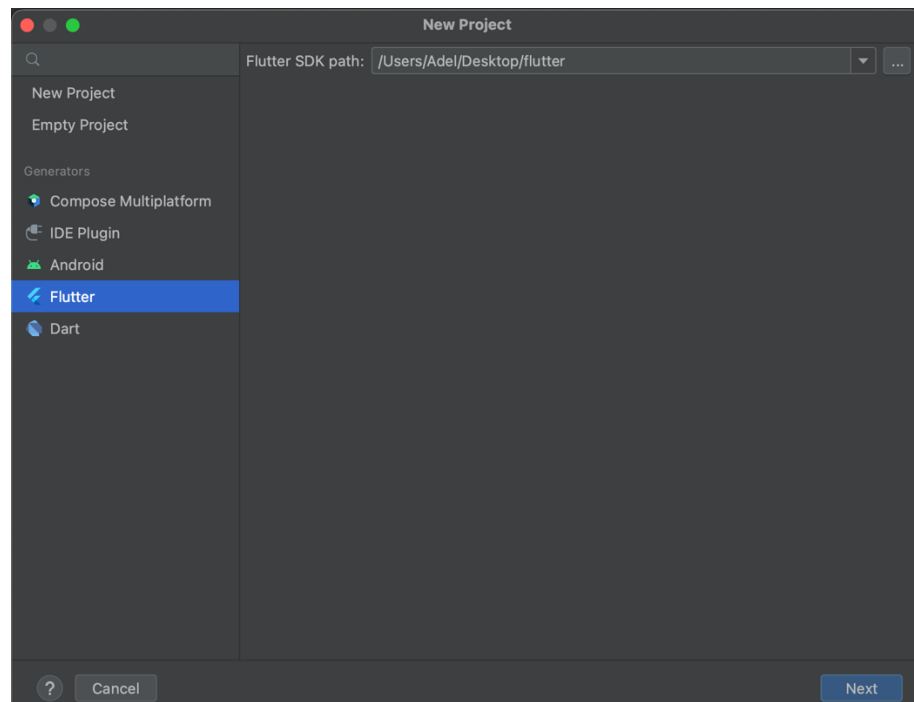 New Project
Flutter SDK path: /Users/Adel/Desktop/flutter ...
New Project
Empty Project
Generators
Compose Multiplatform
IDE Plugin
Android
Flutter
Dart
? Cancel Next